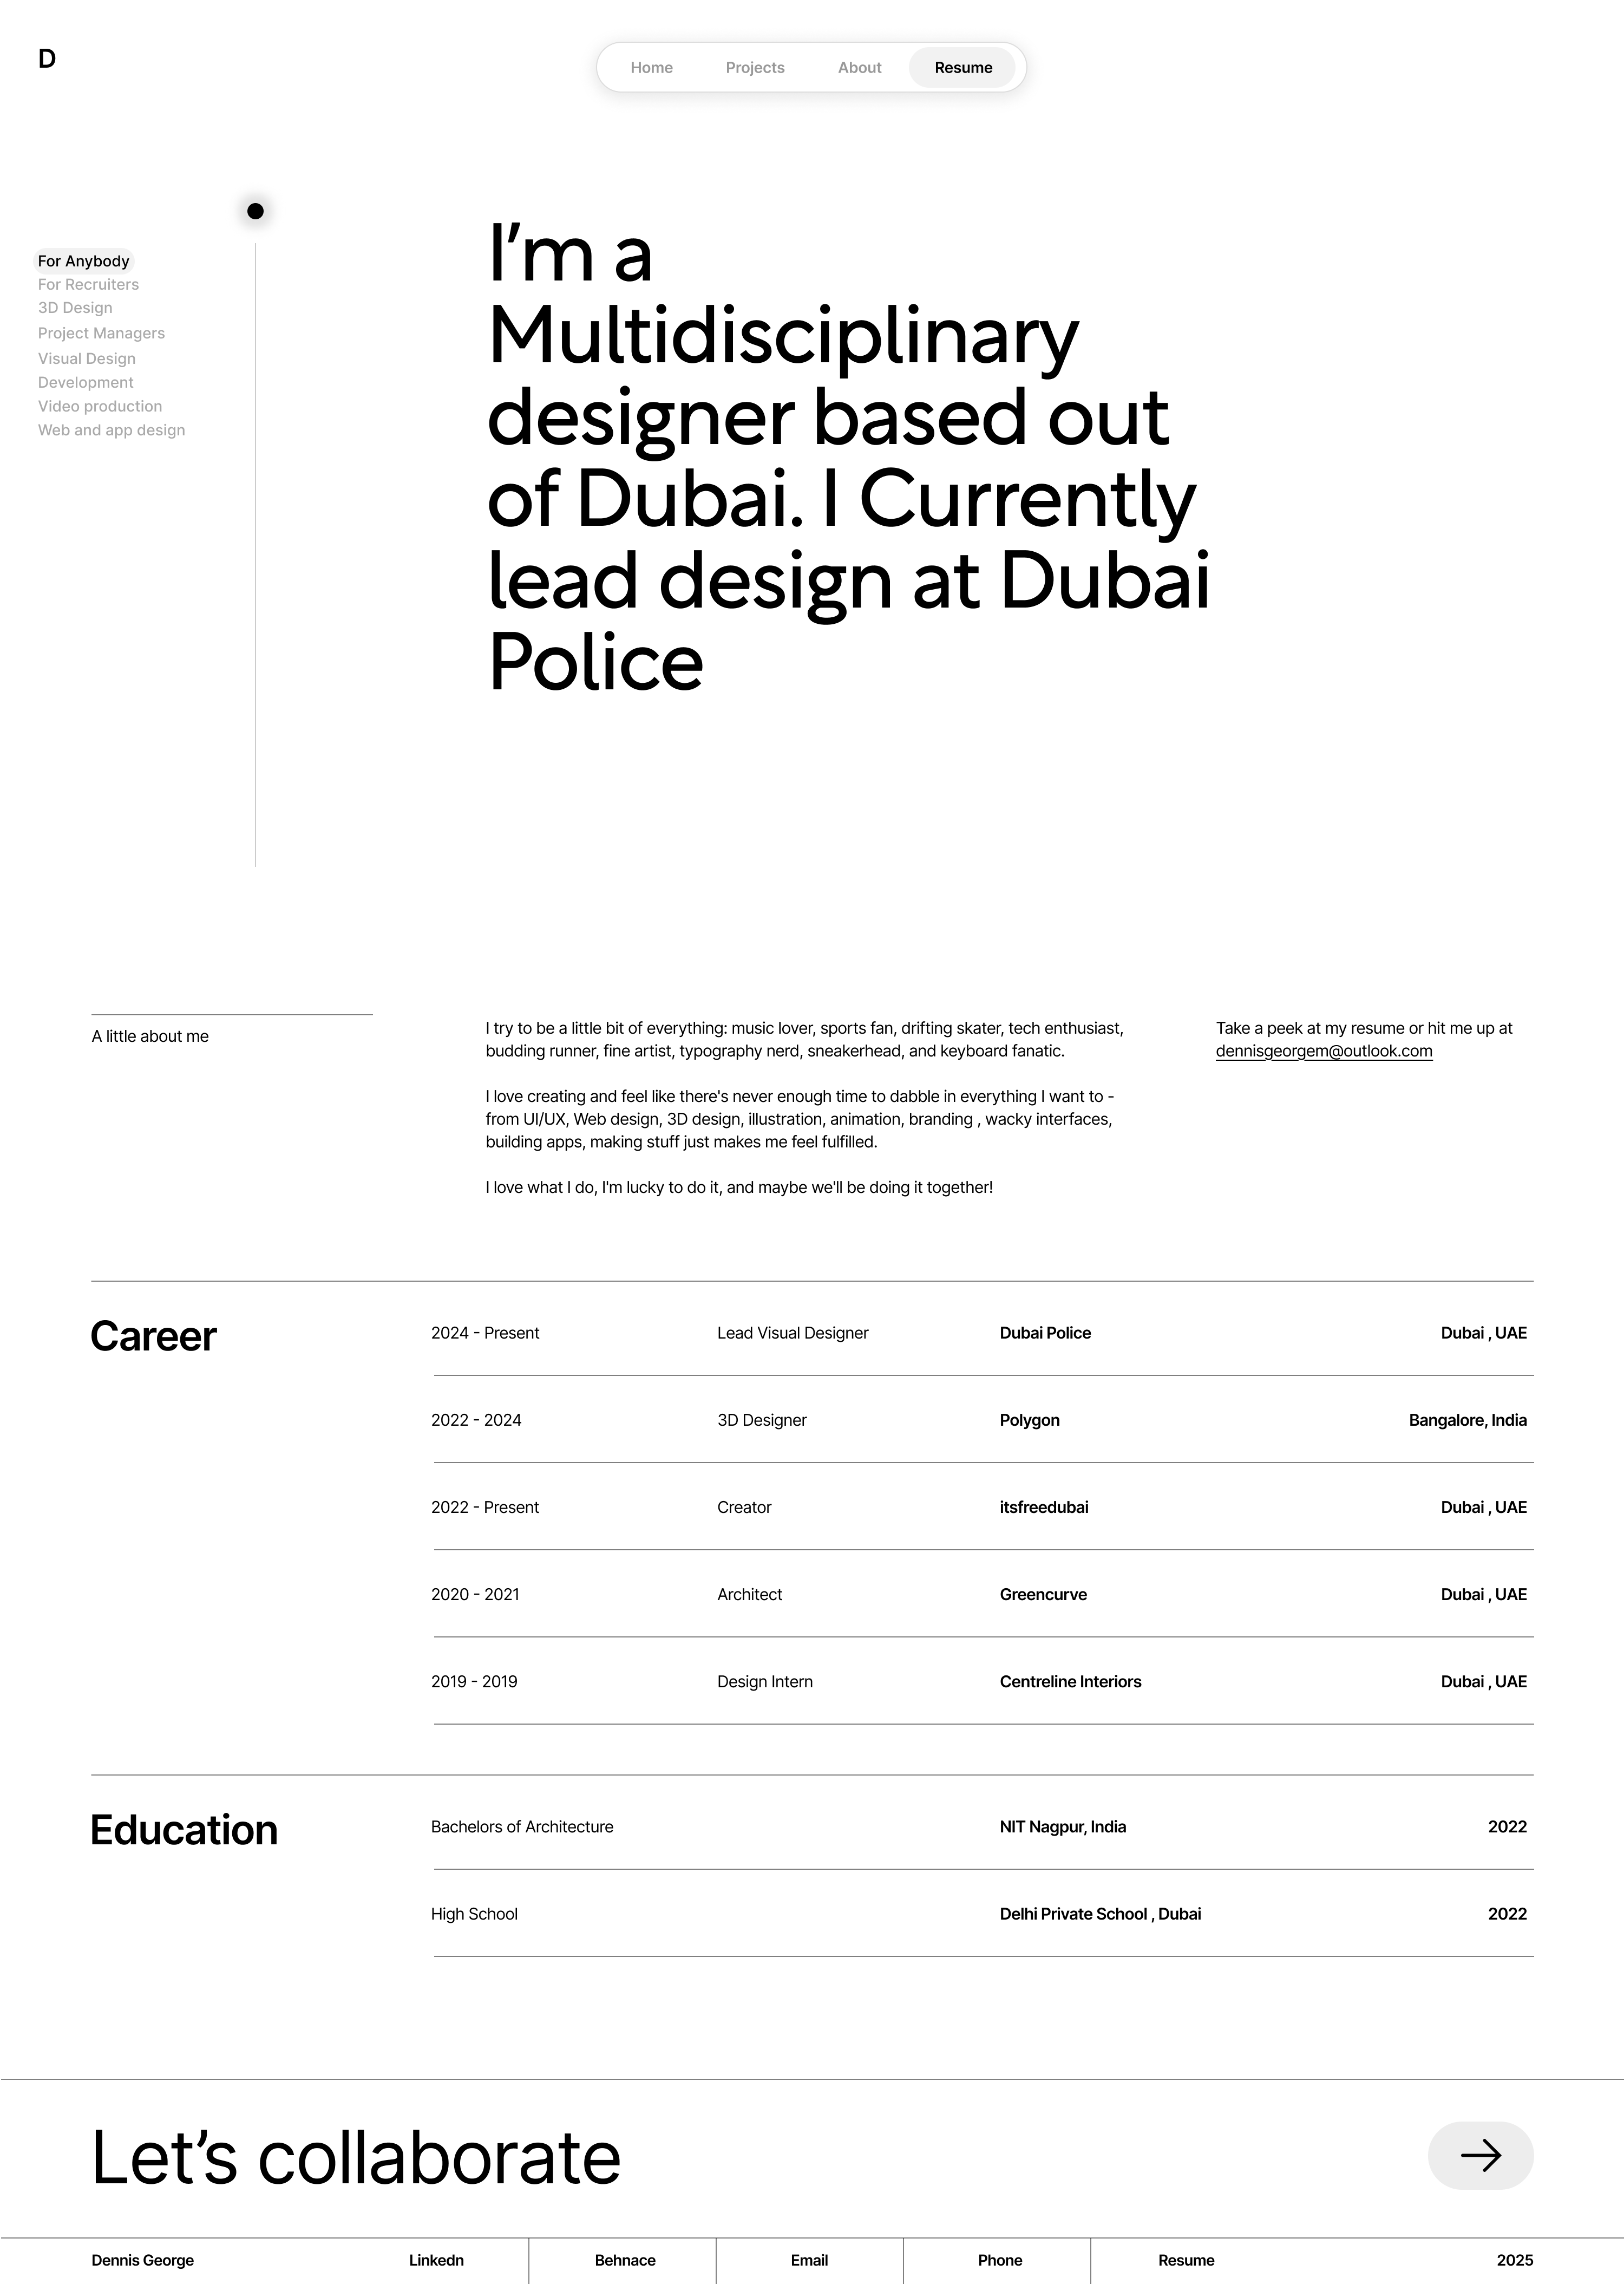 D
Home Projects About Resume
For Anybody
For Recruiters
3D Design
Project Managers
Visual Design
Development
Video production
Web and app design
I’m a
Multidisciplinary
designer based out
of Dubai. I Currently
lead design at Dubai
Police
A little about me
I try to be a little bit of everything: music lover, sports fan, drifting skater, tech enthusiast,
budding runner, fine artist, typography nerd, sneakerhead, and keyboard fanatic.
I love creating and feel like there's never enough time to dabble in everything I want to -
from UI/UX, Web design, 3D design, illustration, animation, branding , wacky interfaces,
building apps, making stuff just makes me feel fulfilled.
I love what I do, I'm lucky to do it, and maybe we'll be doing it together!
Take a peek at my resume or hit me up at
dennisgeorgem@outlook.com
Career
2024 - Present Lead Visual Designer Dubai Police Dubai , UAE
2022 - 2024 3D Designer Polygon Bangalore, India
2022 - Present Creator itsfreedubai Dubai , UAE
2020 - 2021 Architect Greencurve Dubai , UAE
2019 - 2019 Design Intern Centreline Interiors Dubai , UAE
Education
Bachelors of Architecture NIT Nagpur, India 2022
High School Delhi Private School , Dubai 2022
Let’s collaborate
Dennis George Linkedn Behnace Email Phone Resume 2025